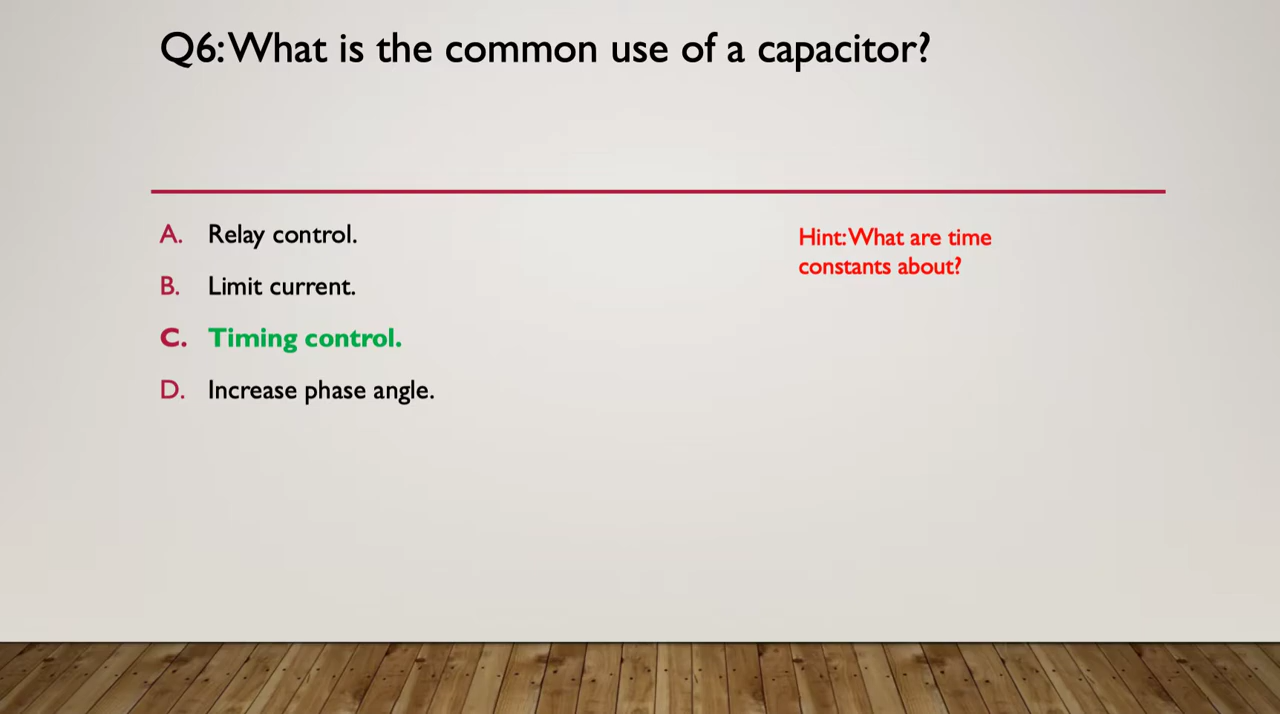 Q6: What is the common use of a capacitor?
A. Relay control.
B. Limit current.
C. Timing control.
D. Increase phase angle.
Hint: What are time
constants about?